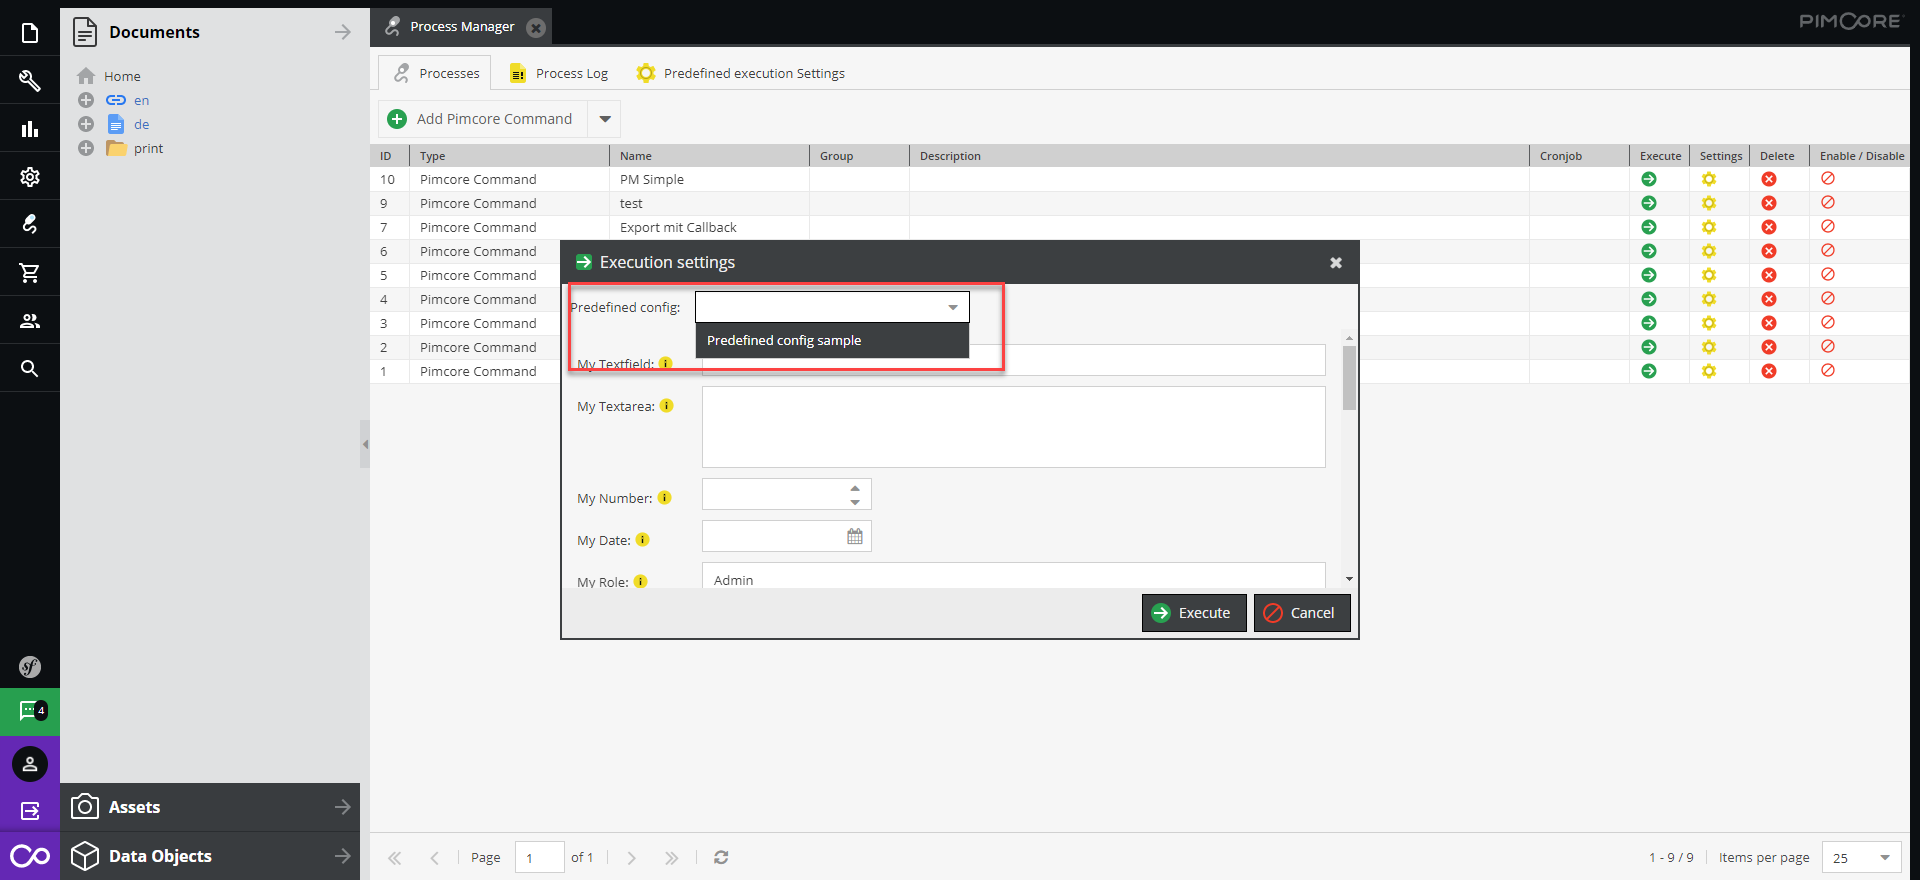 Documents
Home
en
de
print
Assets
Data Objects
4
Process Manager
PIMCORE
Processes
Process Log
Predefined execution Settings
Add Pimcore Command
ID Type Name Group Description Cronjob Execute Settings Delete Enable / Disable
10 Pimcore Command PM Simple
9 Pimcore Command test
7 Pimcore Command Export mit Callback
6 Pimcore Command
5 Pimcore Command
4 Pimcore Command
3 Pimcore Command
2 Pimcore Command
1 Pimcore Command
Execution settings
Predefined config:
Predefined config sample
My Textfield:
My Textarea:
My Number:
My Date:
My Role: Admin
Execute Cancel
Page 1 of 1
1 - 9 / 9 Items per page 25